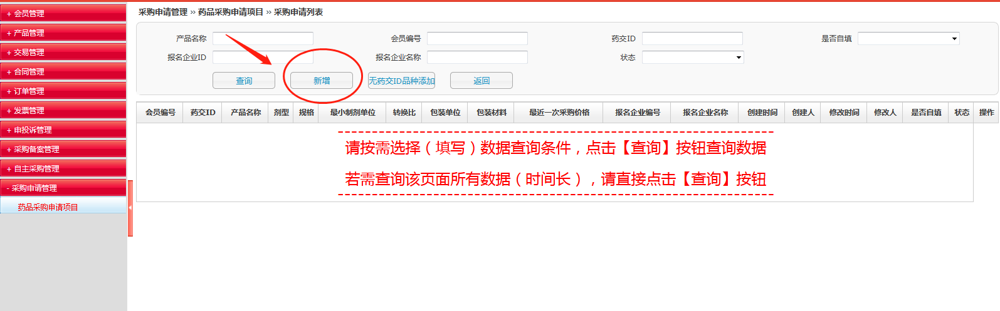 + 会员管理
+ 产品管理
+ 交易管理
+ 合同管理
+ 订单管理
+ 发票管理
+ 申投诉管理
+ 采购备案管理
+ 自主采购管理
- 采购申请管理
药品采购申请项目
采购申请管理 » 药品采购申请项目 » 采购申请列表
产品名称 会员编号 药交ID 是否自填
报名企业ID 报名企业名称 状态
查询 新增 无药交ID品种添加 返回
会员编号 药交ID 产品名称 剂型 规格 最小制剂单位 转换比 包装单位 包装材料 最近一次采购价格 报名企业编号 报名企业名称 创建时间 创建人 修改时间 修改人 是否自填 状态 操作
请按需选择（填写）数据查询条件，点击【查询】按钮查询数据
若需查询该页面所有数据（时间长），请直接点击【查询】按钮